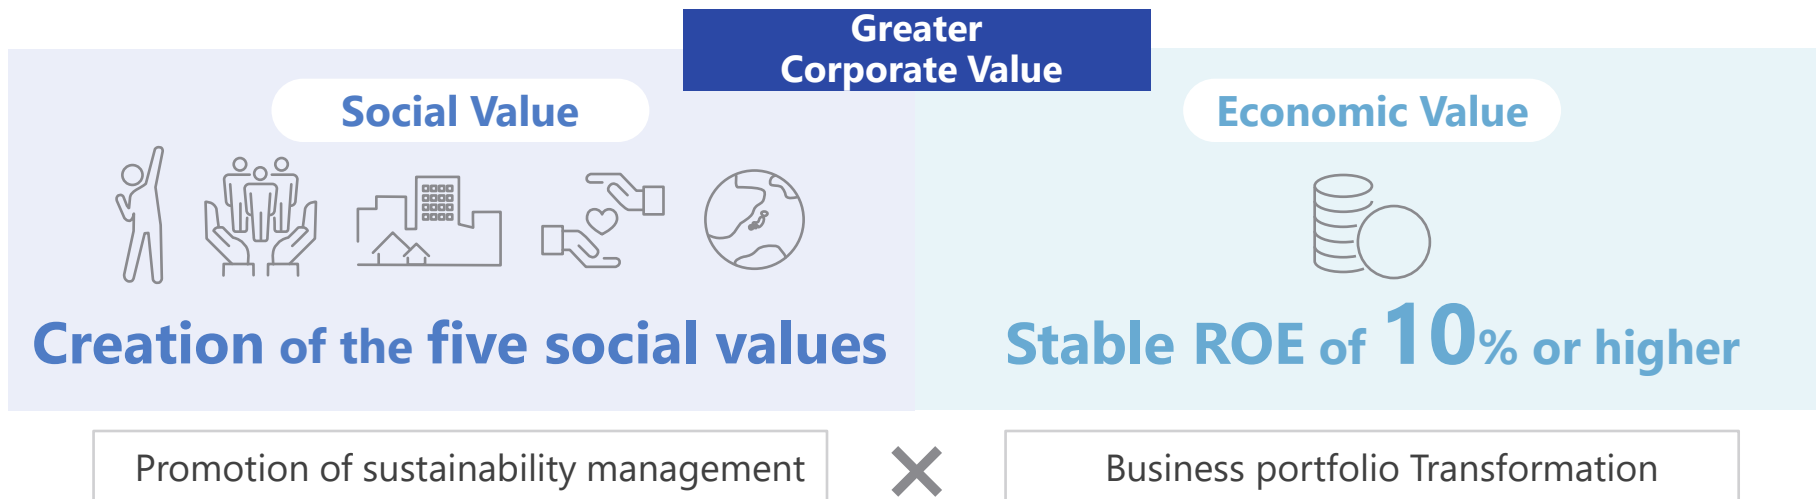 Greater
Corporate Value
Social Value
Economic Value
Creation of the five social values
Stable ROE of 10% or higher
Promotion of sustainability management
Business portfolio Transformation